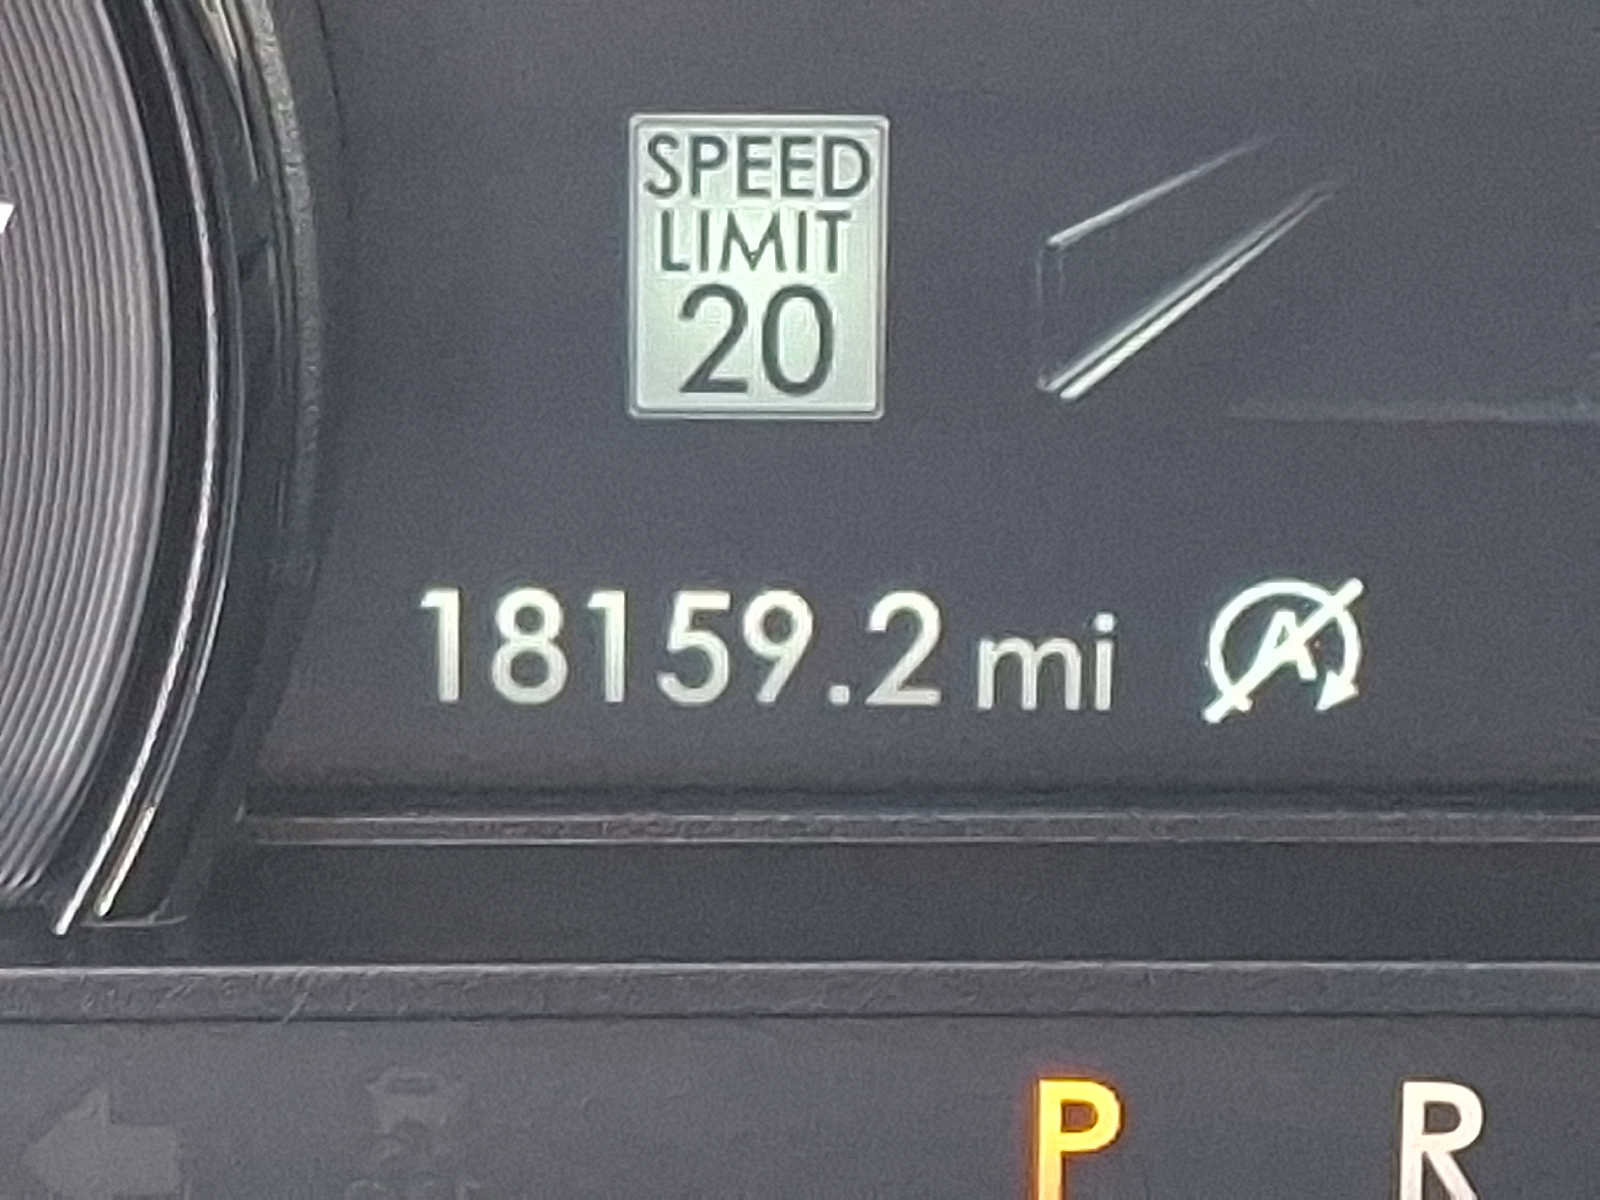 SPEED
LIMIT
20
18159.2 mi A
P R